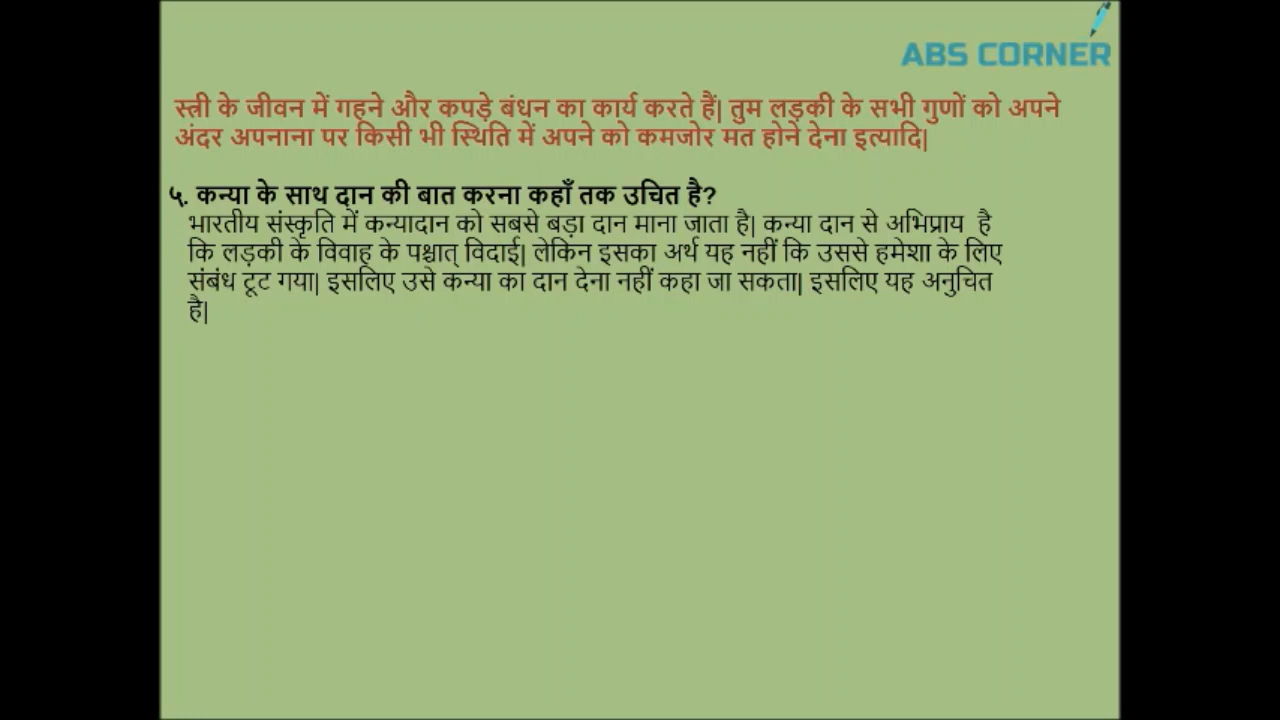 ABS CORNER
स्त्री के जीवन में गहने और कपड़े बंधन का कार्य करते हैं| तुम लड़की के सभी गुणों को अपने
अंदर अपनाना पर किसी भी स्थिति में अपने को कमजोर मत होने देना इत्यादि|
५. कन्या के साथ दान की बात करना कहाँ तक उचित है?
भारतीय संस्कृति में कन्यादान को सबसे बड़ा दान माना जाता है| कन्या दान से अभिप्राय है
कि लड़की के विवाह के पश्चात् विदाई| लेकिन इसका अर्थ यह नहीं कि उससे हमेशा के लिए
संबंध टूट गया| इसलिए उसे कन्या का दान देना नहीं कहा जा सकता| इसलिए यह अनुचित
है|